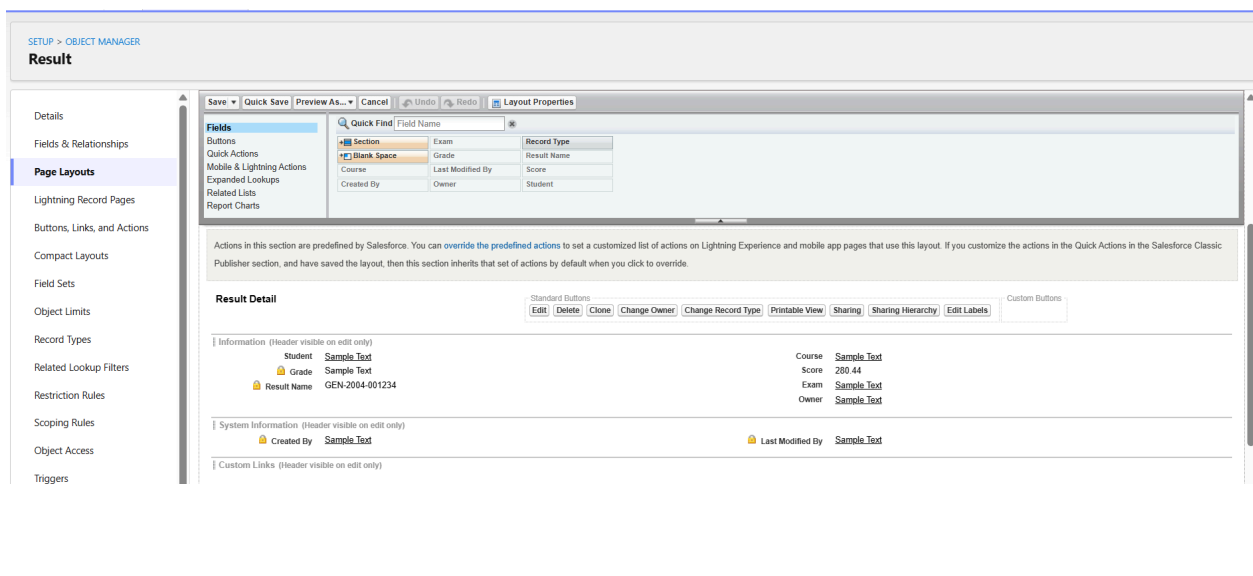 SETUP > OBJECT MANAGER
Result
Details
Fields & Relationships
Page Layouts
Lightning Record Pages
Buttons, Links, and Actions
Compact Layouts
Field Sets
Object Limits
Record Types
Related Lookup Filters
Restriction Rules
Scoping Rules
Object Access
Triggers
Save Quick Save Preview As... Cancel Undo Redo Layout Properties
Fields
Buttons
Quick Actions
Mobile & Lightning Actions
Expanded Lookups
Related Lists
Report Charts
Quick Find Field Name
Section Exam Record Type
Blank Space Grade Result Name
Course Last Modified By Score
Created By Owner Student
Actions in this section are predefined by Salesforce. You can override the predefined actions to set a customized list of actions on Lightning Experience and mobile app pages that use this layout. If you customize the actions in the Quick Actions in the Salesforce Classic
Publisher section, and have saved the layout, then this section inherits that set of actions by default when you click to override.
Result Detail
Standard Buttons
Edit Delete Clone Change Owner Change Record Type Printable View Sharing Sharing Hierarchy Edit Labels
Custom Buttons
Information (Header visible on edit only)
Student Sample Text Course Sample Text
Grade Sample Text Score 280.44
Result Name GEN-2004-001234 Exam Sample Text
Owner Sample Text
System Information (Header visible on edit only)
Created By Sample Text Last Modified By Sample Text
Custom Links (Header visible on edit only)